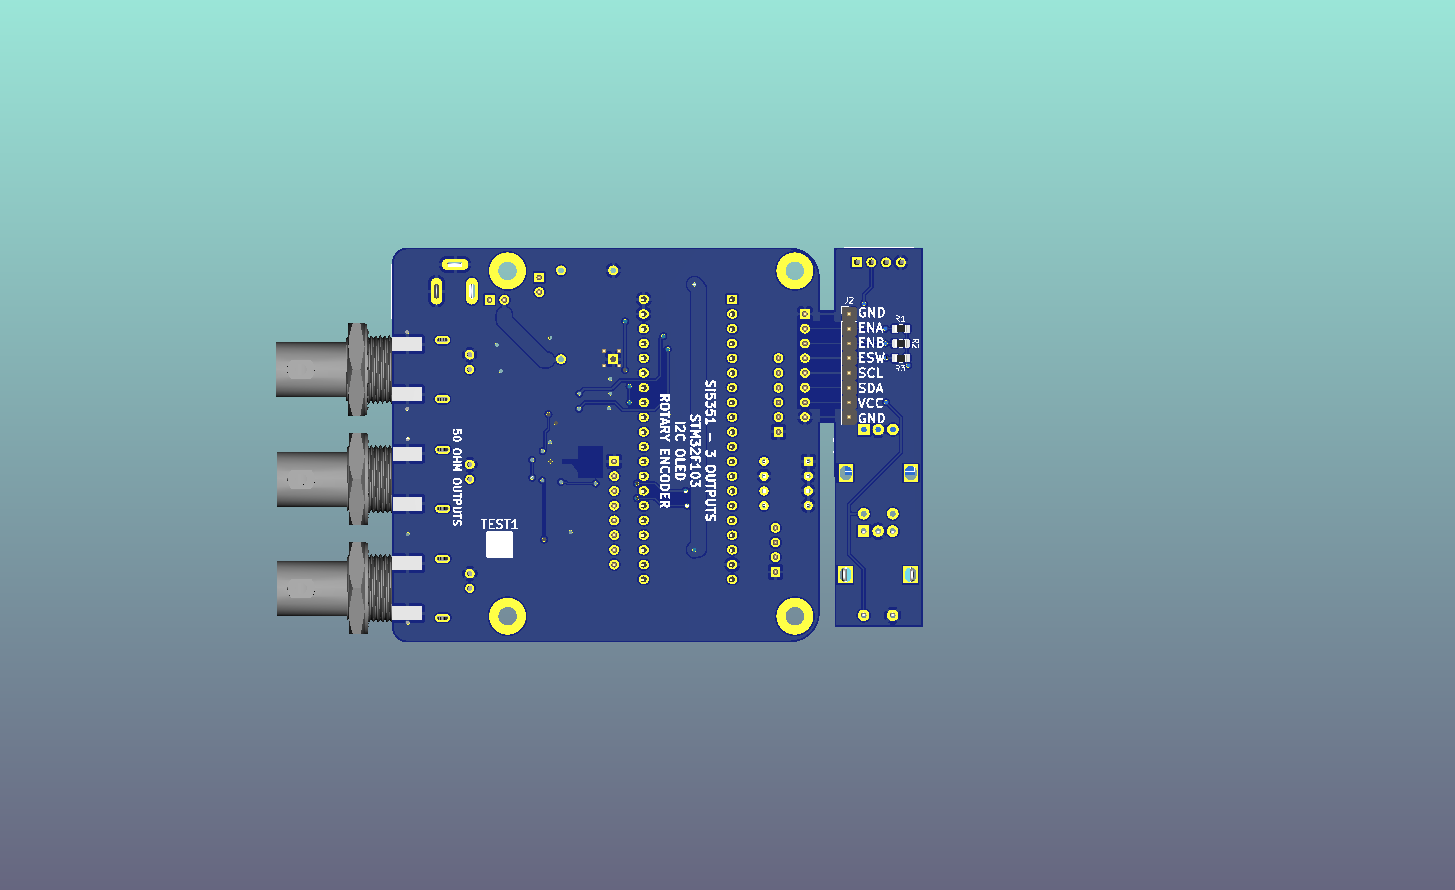 J2
GND
ENA
ENB
ESW
SCL
SDA
VCC
GND
R1
R2
R3
SI5351 - 3 OUTPUTS
STM32F103
I2C OLED
ROTARY ENCODER
50 OHM OUTPUTS
TEST1